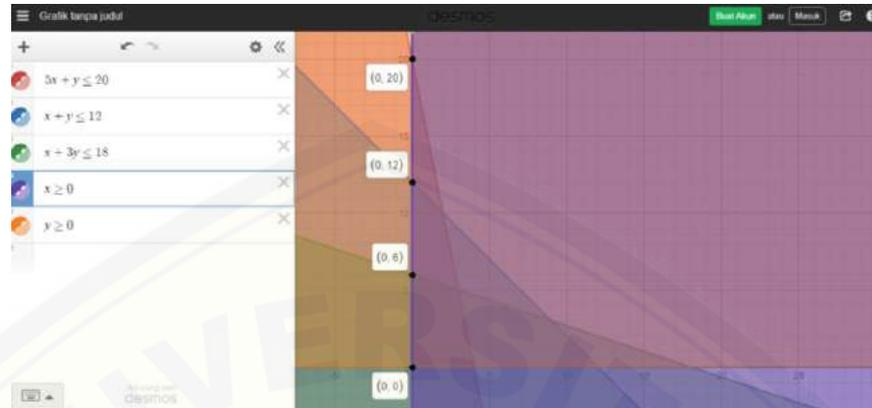 Grafik tanpa judul
desmos
Buat Akun atau Masuk
5x + y ≤ 20
x + y ≤ 12
x + 3y ≤ 18
x ≥ 0
y ≥ 0
(0, 20)
(0, 12)
(0, 6)
(0, 0)
desmos